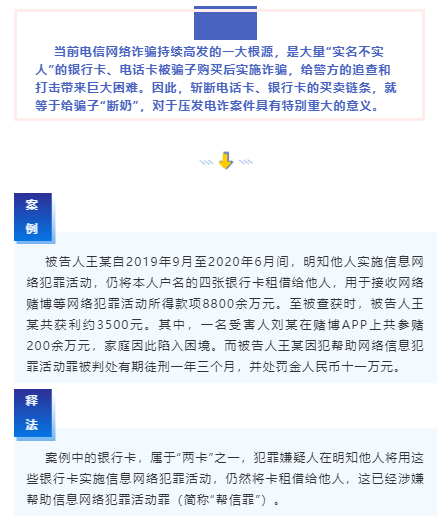 当前电信网络诈骗持续高发的一大根源，是大量“实名不实
人”的银行卡、电话卡被骗子购买后实施诈骗，给警方的追查和
打击带来巨大困难。因此，斩断电话卡、银行卡的买卖链条，就
等于给骗子“断奶”，对于压发电诈案件具有特别重大的意义。
案
例
被告人王某自2019年9月至2020年6月间，明知他人实施信息网
络犯罪活动，仍将本人户名的四张银行卡租借给他人，用于接收网络
赌博等网络犯罪活动所得款项8800余万元。至被查获时，被告人王
某共获利约3500元。其中，一名受害人刘某在赌博APP上共参赌
200余万元，家庭因此陷入困境。而被告人王某因犯帮助网络信息犯
罪活动罪被判处有期徒刑一年三个月，并处罚金人民币十一万元。
释
法
案例中的银行卡，属于“两卡”之一，犯罪嫌疑人在明知他人将用这
些银行卡实施信息网络犯罪活动，仍然将卡租借给他人，这已经涉嫌
帮助信息网络犯罪活动罪（简称“帮信罪”）。